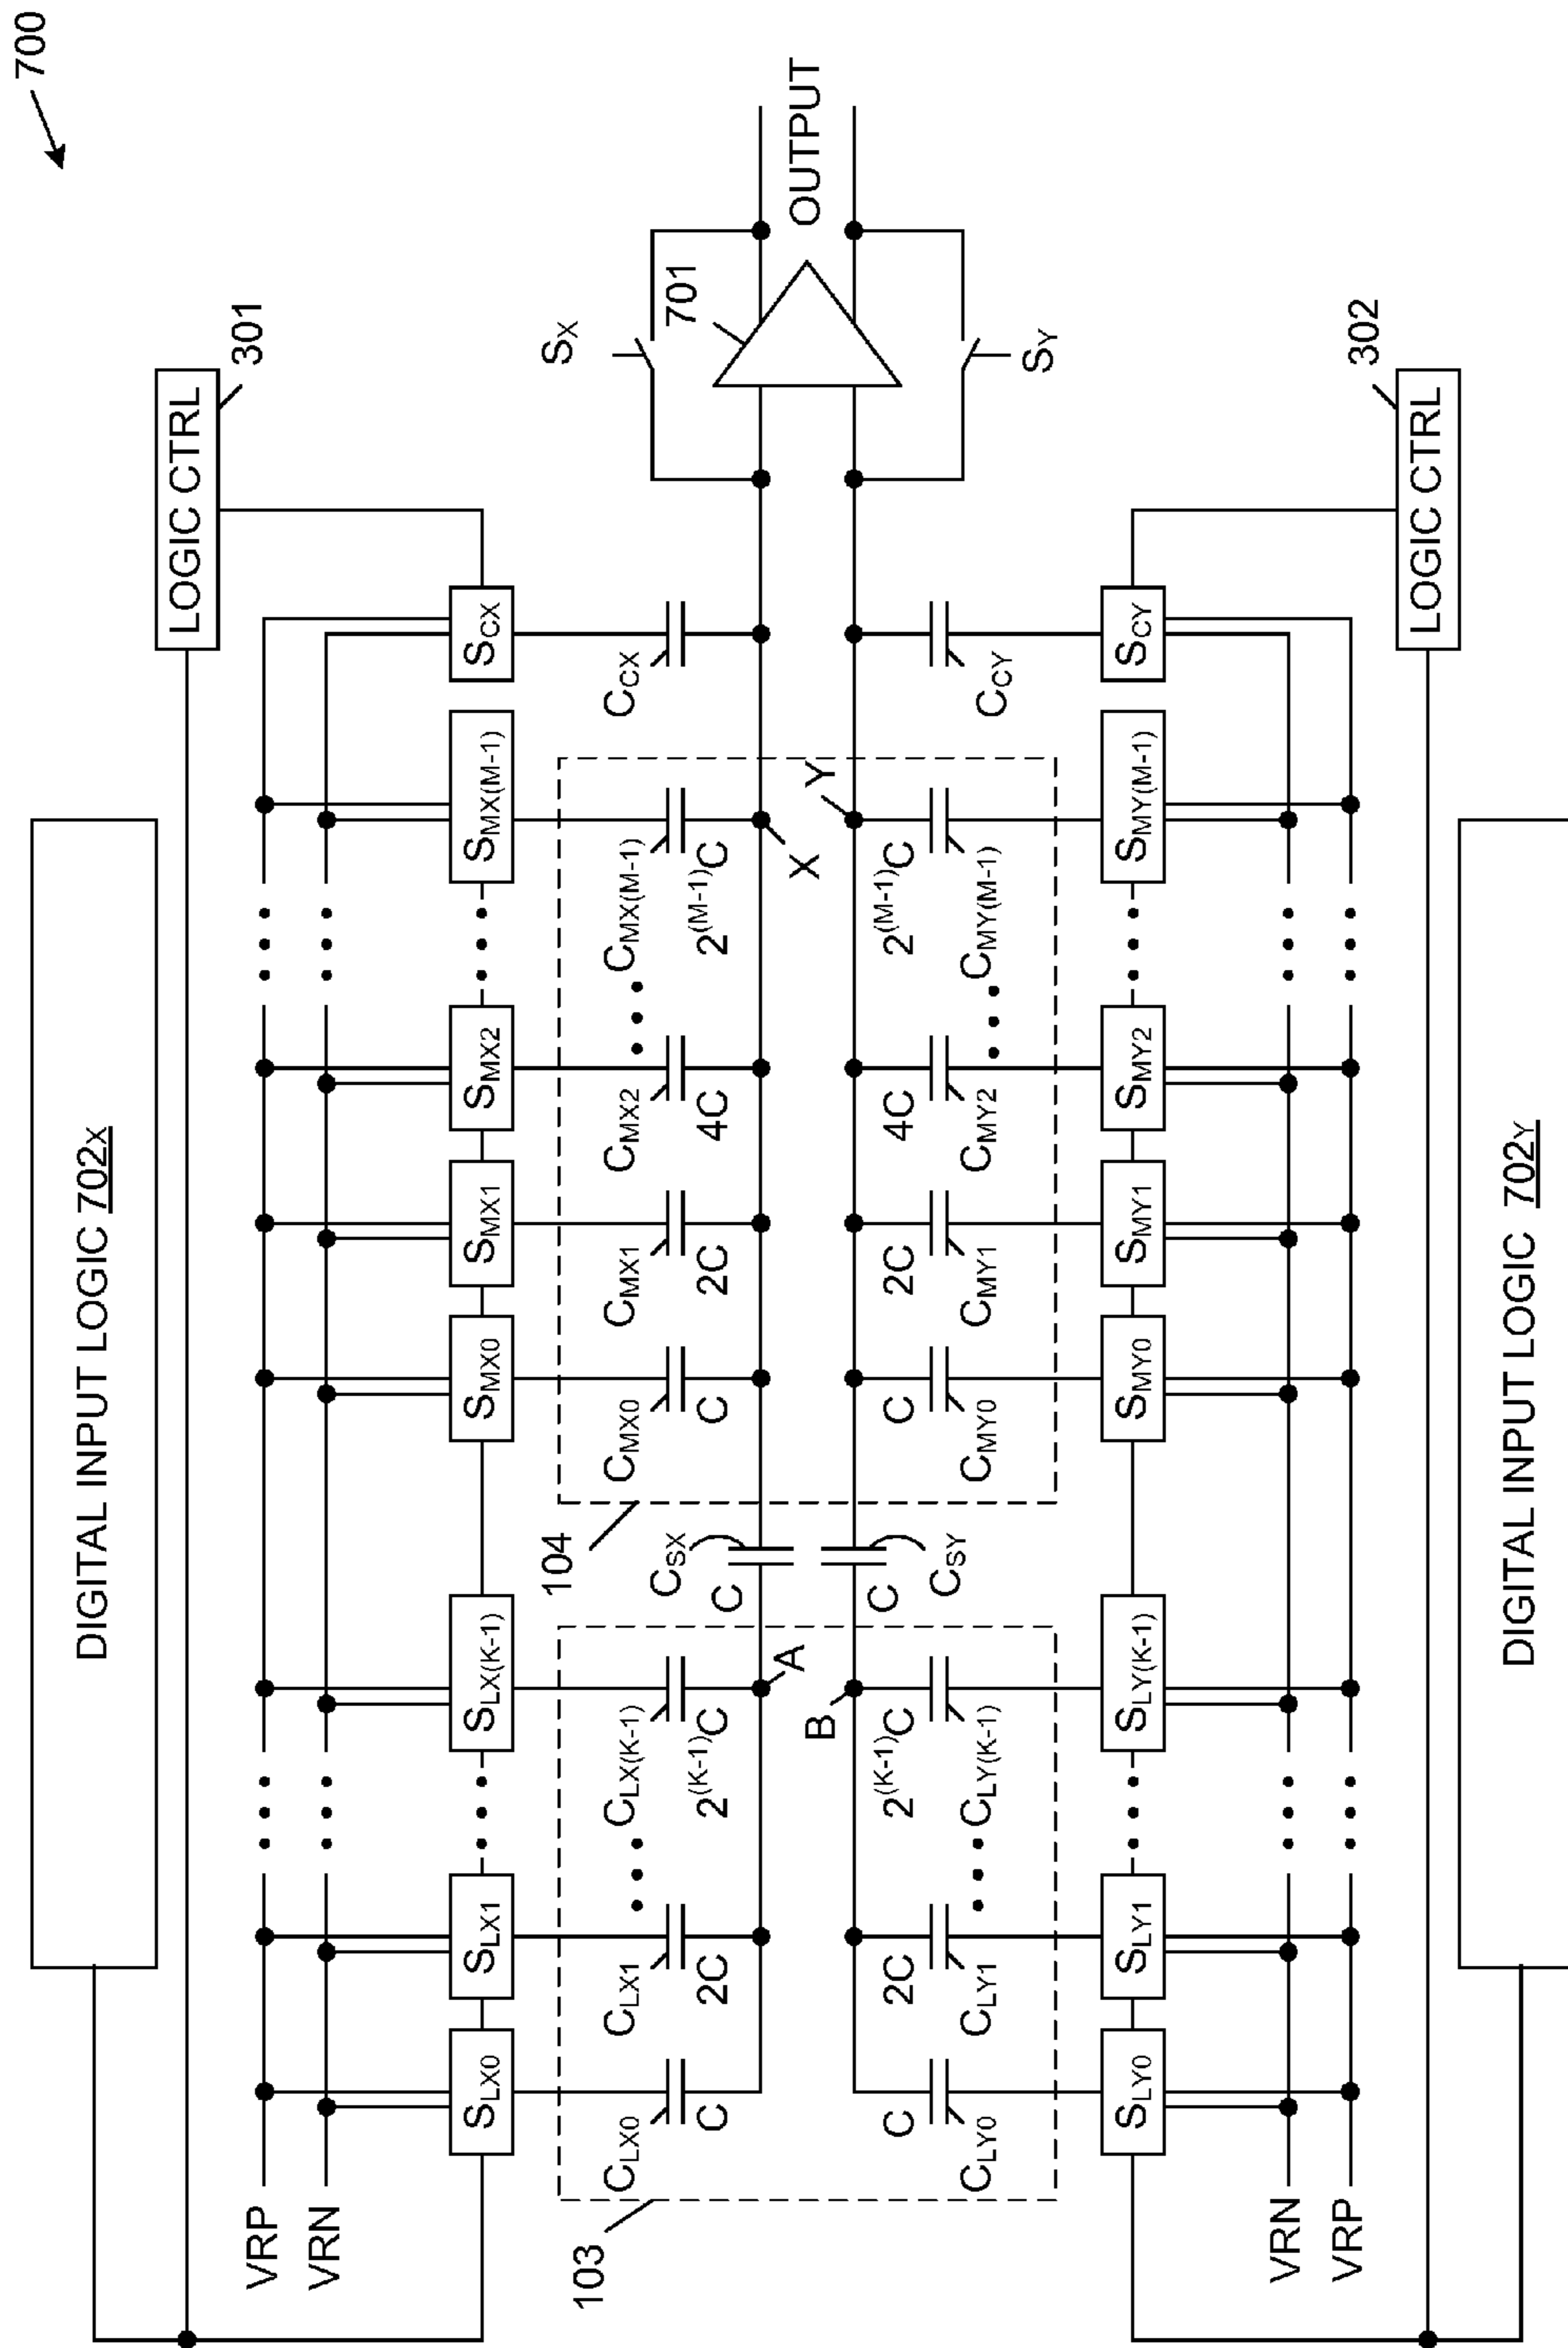 700
DIGITAL INPUT LOGIC 702X
LOGIC CTRL
301
VRP
VRN
SLX0
SLX1
SLX(K-1)
SMX0
SMX1
SMX2
SMX(M-1)
SCX
CLX0
C
CLX1
2C
CLX(K-1)
2(K-1)C
CMX0
C
CMX1
2C
CMX2
4C
CMX(M-1)
2(M-1)C
CCX
SX
103
104
A
CSX
C
X
701
OUTPUT
B
CSY
C
Y
C
CLY0
2C
CLY1
2(K-1)C
CLY(K-1)
C
CMY0
2C
CMY1
4C
CMY2
2(M-1)C
CMY(M-1)
CCY
SY
SLY0
SLY1
SLY(K-1)
SMY0
SMY1
SMY2
SMY(M-1)
SCY
VRN
VRP
302
LOGIC CTRL
DIGITAL INPUT LOGIC 702Y